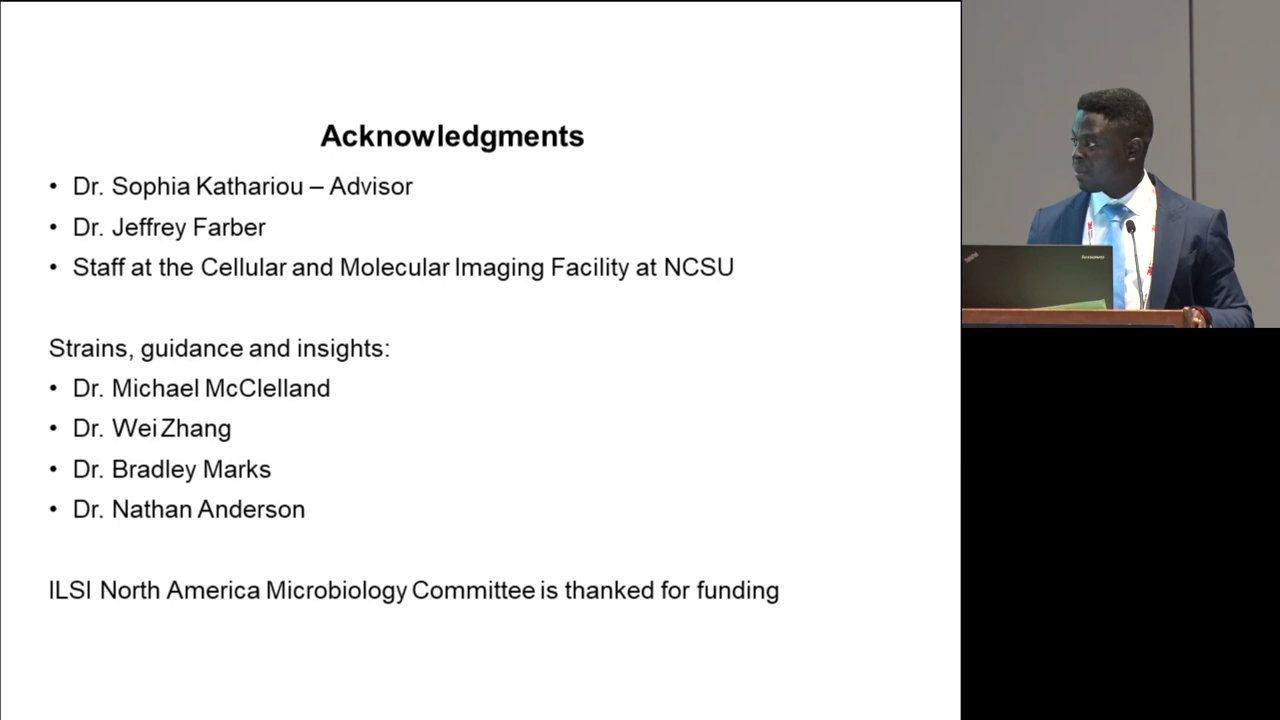 Acknowledgments
• Dr. Sophia Kathariou – Advisor
• Dr. Jeffrey Farber
• Staff at the Cellular and Molecular Imaging Facility at NCSU
Strains, guidance and insights:
• Dr. Michael McClelland
• Dr. Wei Zhang
• Dr. Bradley Marks
• Dr. Nathan Anderson
ILSI North America Microbiology Committee is thanked for funding
lenovo